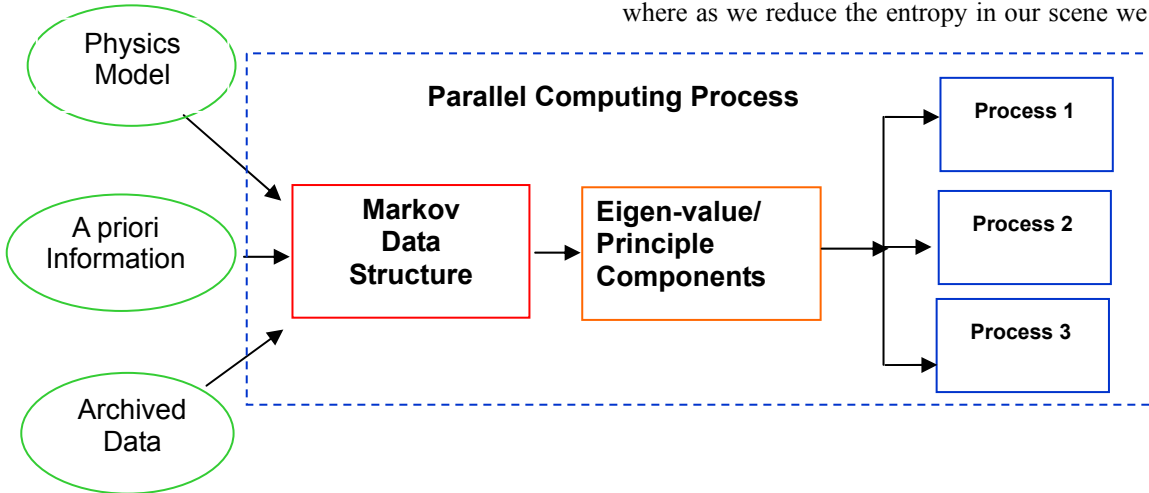 where as we reduce the entropy in our scene we
Physics
Model
Parallel Computing Process
Process 1
Markov
Data
Structure
Eigen-value/
Principle
Components
A priori
Information
Process 2
Process 3
Archived
Data